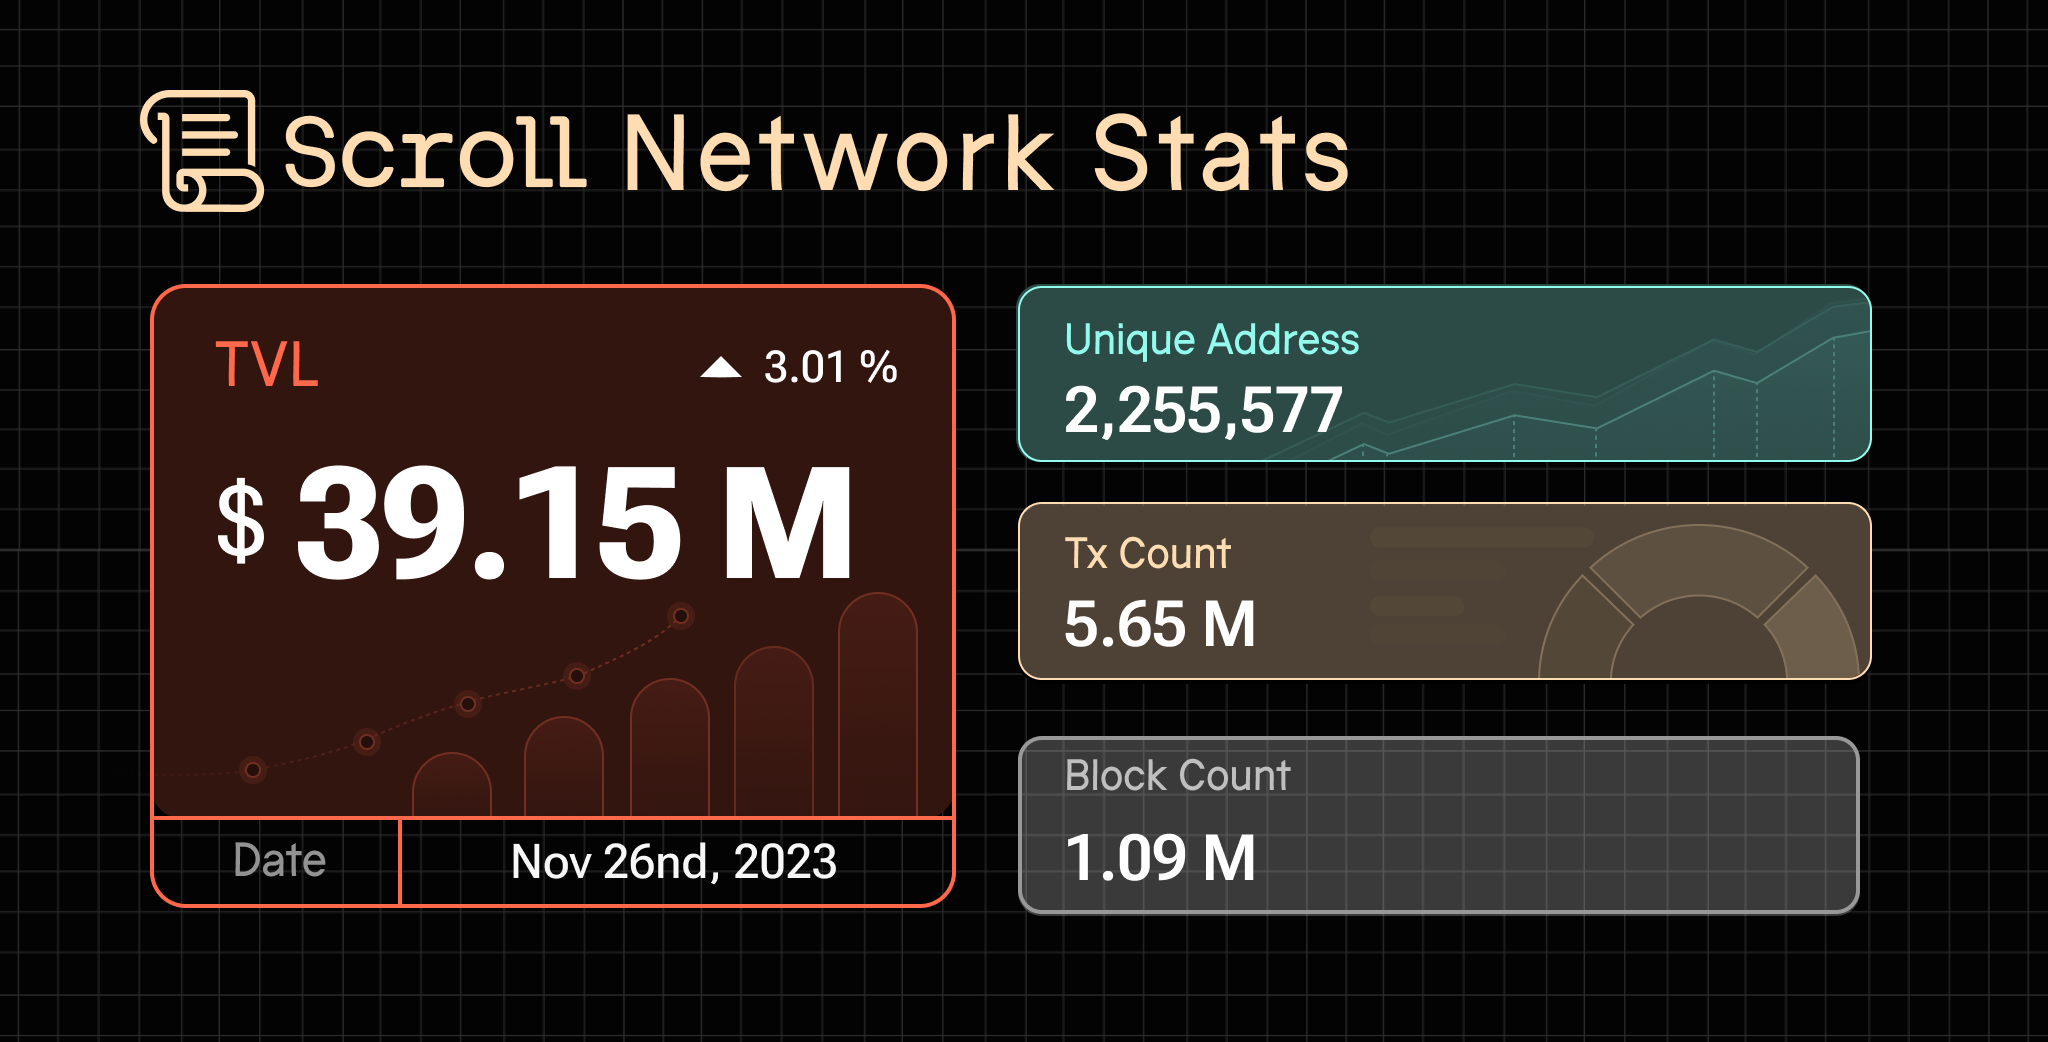 Scroll Network Stats
TVL
3.01 %
$ 39.15 M
Date
Nov 26nd, 2023
Unique Address
2,255,577
Tx Count
5.65 M
Block Count
1.09 M